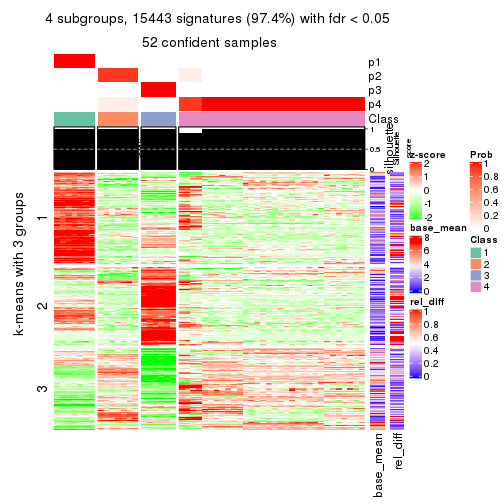 4 subgroups, 15443 signatures (97.4%) with fdr < 0.05
52 confident samples
p1
p2
p3
p4
Class
1
0.5
0
silhouette
Silhouette
score
k-means with 3 groups
1
2
3
base_mean
rel_diff
z-score
2
1
0
-1
-2
base_mean
8
6
4
2
0
rel_diff
1
0.8
0.6
0.4
0.2
0
Prob
1
0.8
0.6
0.4
0.2
0
Class
1
2
3
4